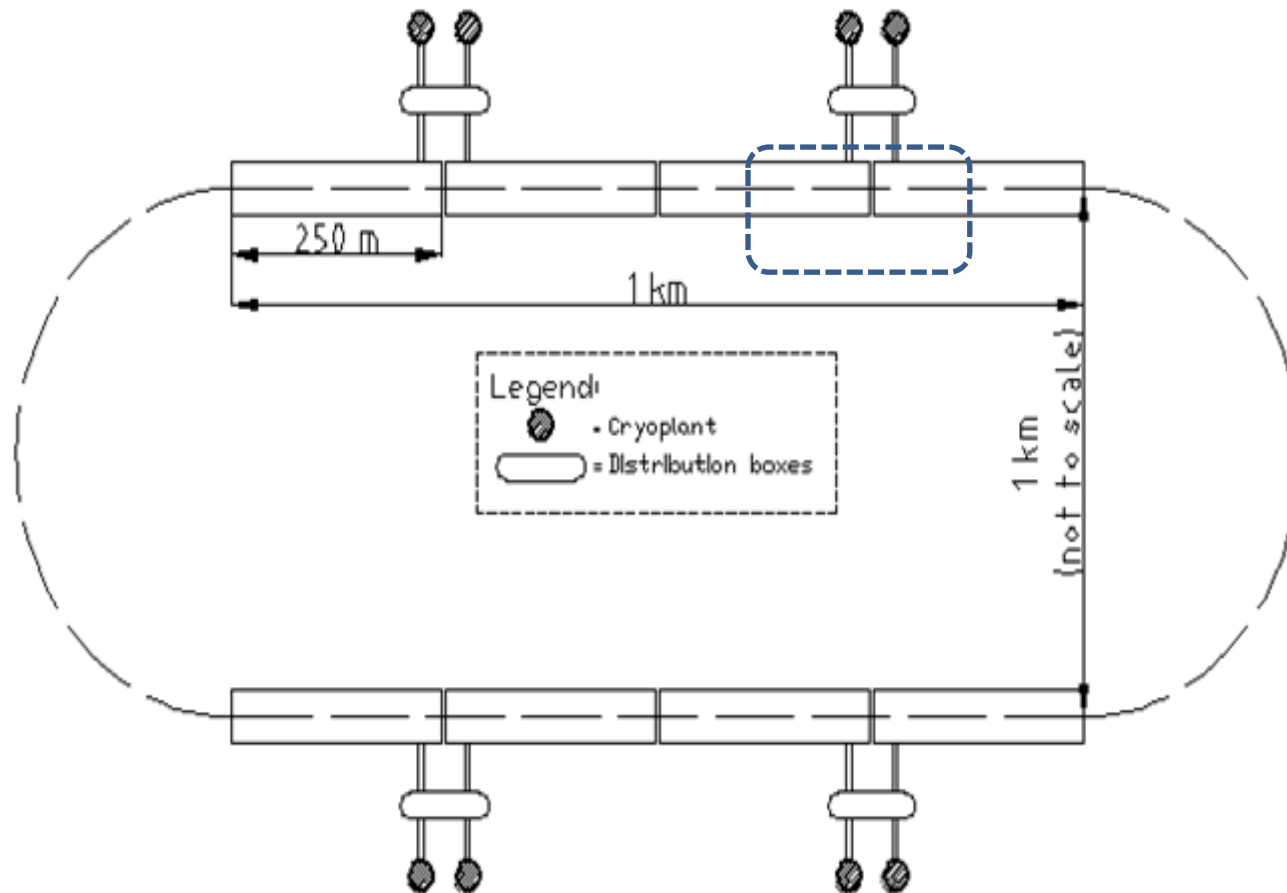 250 m
1 km
Legend:
- Cryoplant
= Distribution boxes
1 km
(not to scale)